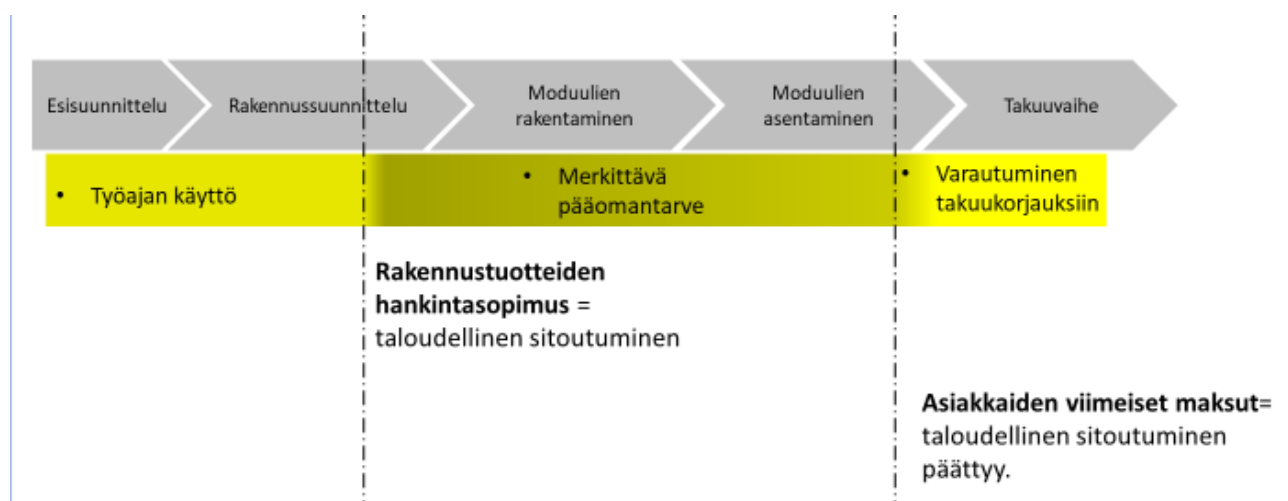 Esisuunnittelu
Rakennussuunnittelu
Moduulien
rakentaminen
Moduulien
asentaminen
Takuuvaihe
• Työajan käyttö
• Merkittävä
pääomantarve
• Varautuminen
takuukorjauksiin
Rakennustuotteiden
hankintasopimus =
taloudellinen sitoutuminen
Asiakkaiden viimeiset maksut=
taloudellinen sitoutuminen
päättyy.